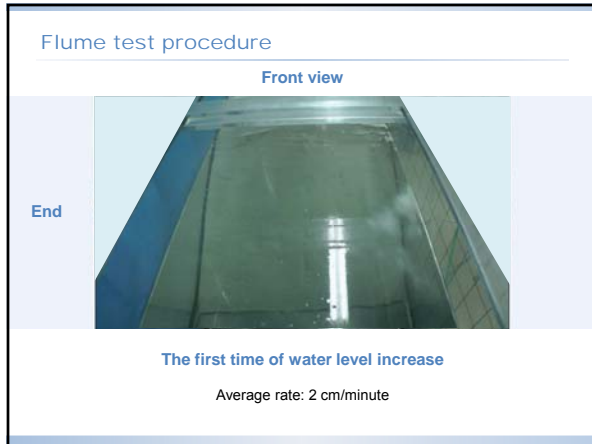 Flume test procedure
Front view
End
The first time of water level increase
Average rate: 2 cm/minute